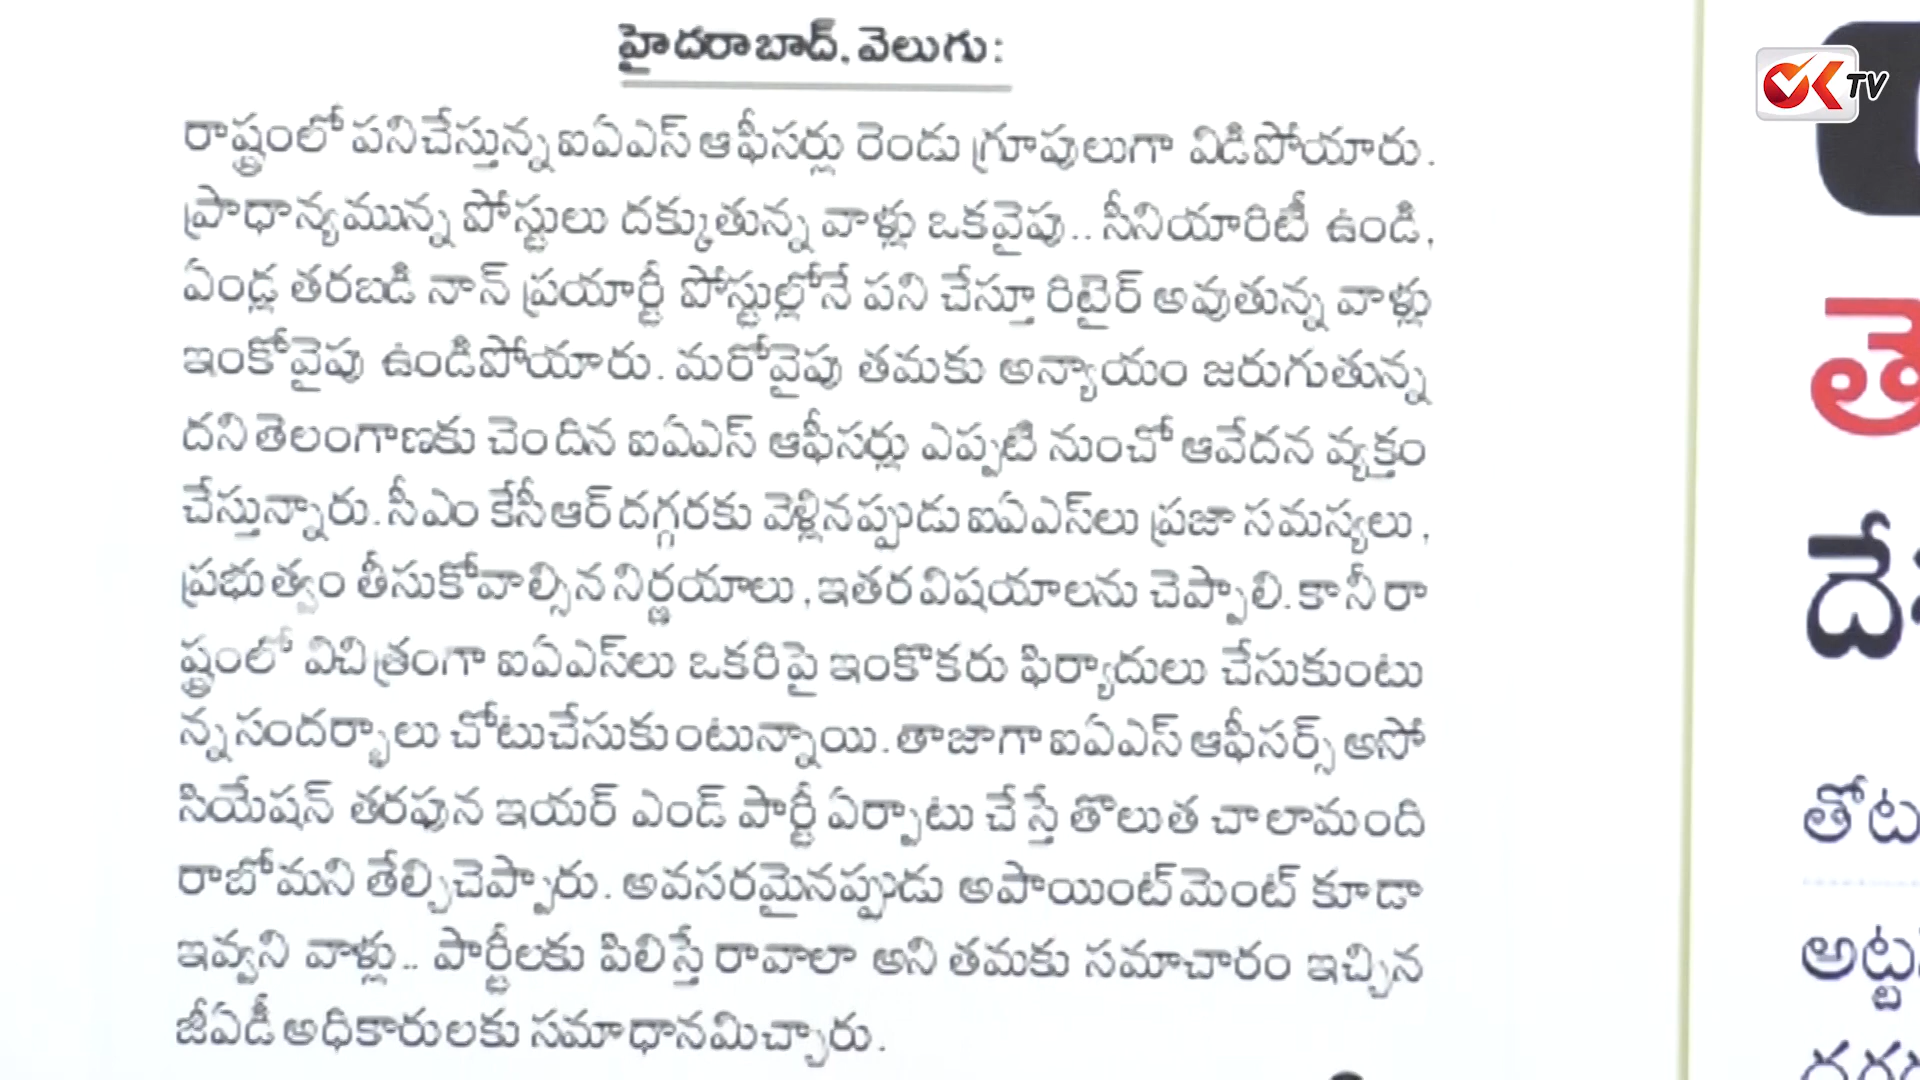 హైదరాబాద్, వెలుగు:
రాష్ట్రంలో పనిచేస్తున్న ఐఏఎస్ ఆఫీసర్లు రెండు గ్రూపులుగా విడిపోయారు.
ప్రాధాన్యమున్న పోస్టులు దక్కుతున్న వాళ్లు ఒకవైపు.. సీనియారిటీ ఉండి,
ఏండ్ల తరబడి నాన్ ప్రయార్టీ పోస్టుల్లోనే పని చేస్తూ రిటైర్ అవుతున్న వాళ్లు
ఇంకోవైపు ఉండిపోయారు. మరోవైపు తమకు అన్యాయం జరుగుతున్న
దని తెలంగాణకు చెందిన ఐఏఎస్ ఆఫీసర్లు ఎప్పటి నుంచో ఆవేదన వ్యక్తం
చేస్తున్నారు. సీఎం కేసీఆర్ దగ్గరకు వెళ్లినప్పుడు ఐఏఎస్‌లు ప్రజా సమస్యలు,
ప్రభుత్వం తీసుకోవాల్సిన నిర్ణయాలు, ఇతర విషయాలను చెప్పాలి. కానీ రా
ష్ట్రంలో విచిత్రంగా ఐఏఎస్‌లు ఒకరిపై ఇంకొకరు ఫిర్యాదులు చేసుకుంటు
న్న సందర్భాలు చోటుచేసుకుంటున్నాయి. తాజాగా ఐఏఎస్ ఆఫీసర్స్ అసో
సియేషన్ తరఫున ఇయర్ ఎండ్ పార్టీ ఏర్పాటు చేస్తే తొలుత చాలామంది
రాబోమని తేల్చిచెప్పారు. అవసరమైనప్పుడు అపాయింట్‌మెంట్ కూడా
ఇవ్వని వాళ్లు.. పార్టీలకు పిలిస్తే రావాలా అని తమకు సమాచారం ఇచ్చిన
జీఏడీ అధికారులకు సమాధానమిచ్చారు.
OK TV
తె
తోట